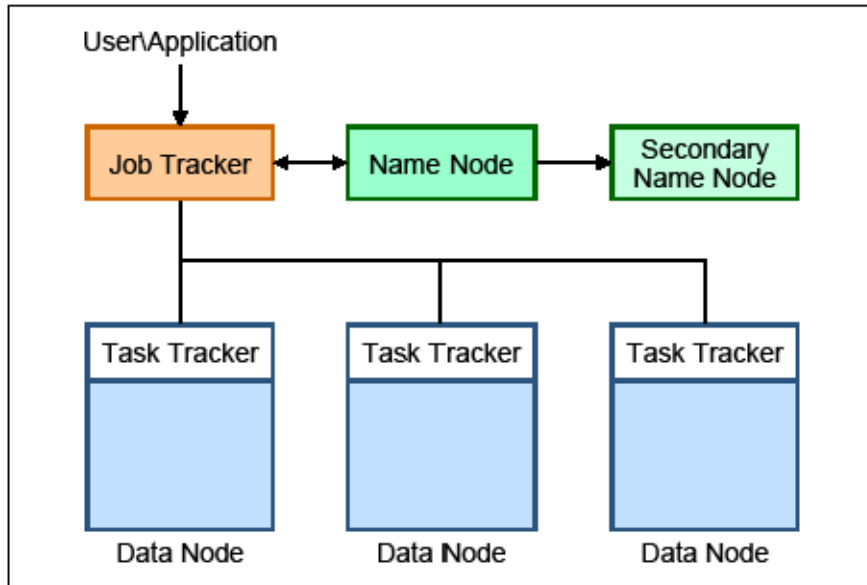 User\Application
Job Tracker
Name Node
Secondary
Name Node
Task Tracker
Task Tracker
Task Tracker
Data Node
Data Node
Data Node